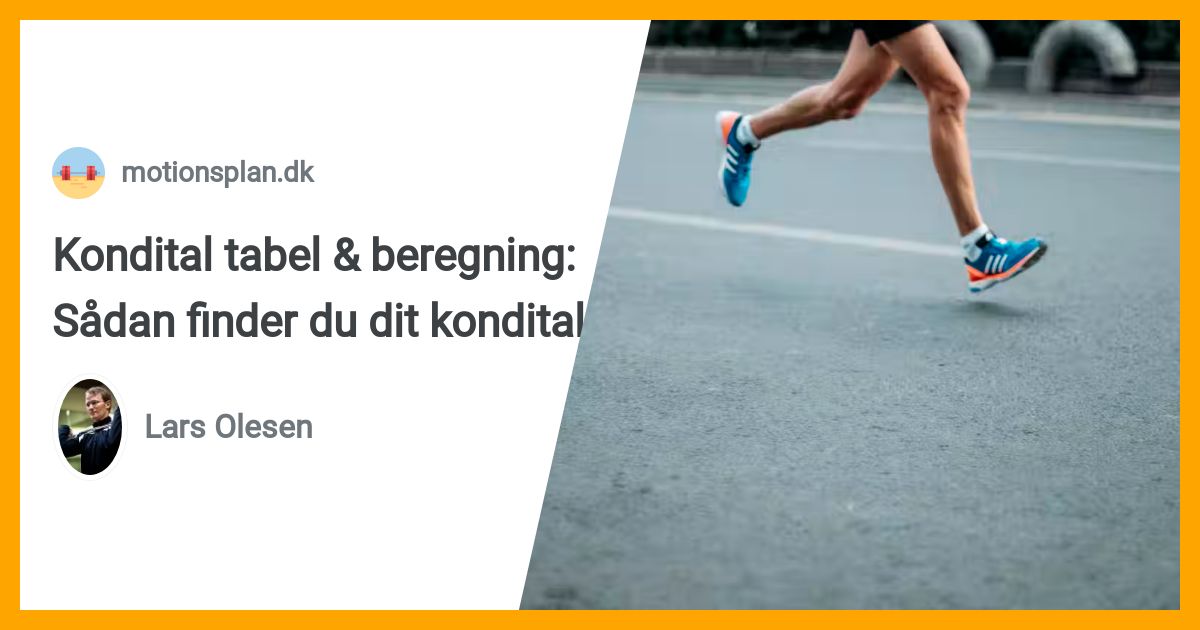 motionsplan.dk
Kondital tabel & beregning:
Sådan finder du dit kondital
Lars Olesen